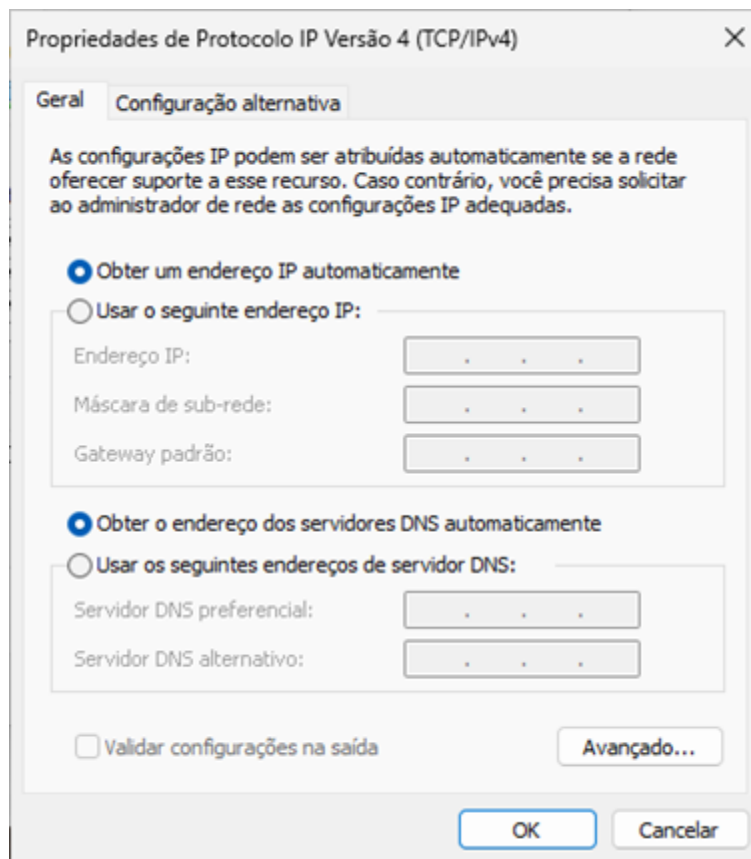 Propriedades de Protocolo IP Versão 4 (TCP/IPv4)
Geral
Configuração alternativa
As configurações IP podem ser atribuídas automaticamente se a rede
oferecer suporte a esse recurso. Caso contrário, você precisa solicitar
ao administrador de rede as configurações IP adequadas.
Obter um endereço IP automaticamente
Usar o seguinte endereço IP:
Endereço IP:
Máscara de sub-rede:
Gateway padrão:
Obter o endereço dos servidores DNS automaticamente
Usar os seguintes endereços de servidor DNS:
Servidor DNS preferencial:
Servidor DNS alternativo:
Validar configurações na saída
Avançado...
OK
Cancelar